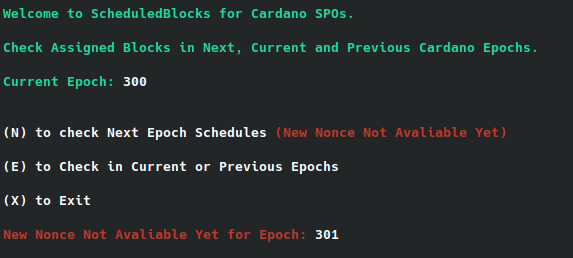 Welcome to ScheduledBlocks for Cardano SPOs.
Check Assigned Blocks in Next, Current and Previous Cardano Epochs.
Current Epoch: 300
(N) to check Next Epoch Schedules (New Nonce Not Avaliable Yet)
(E) to Check in Current or Previous Epochs
(X) to Exit
New Nonce Not Avaliable Yet for Epoch: 301